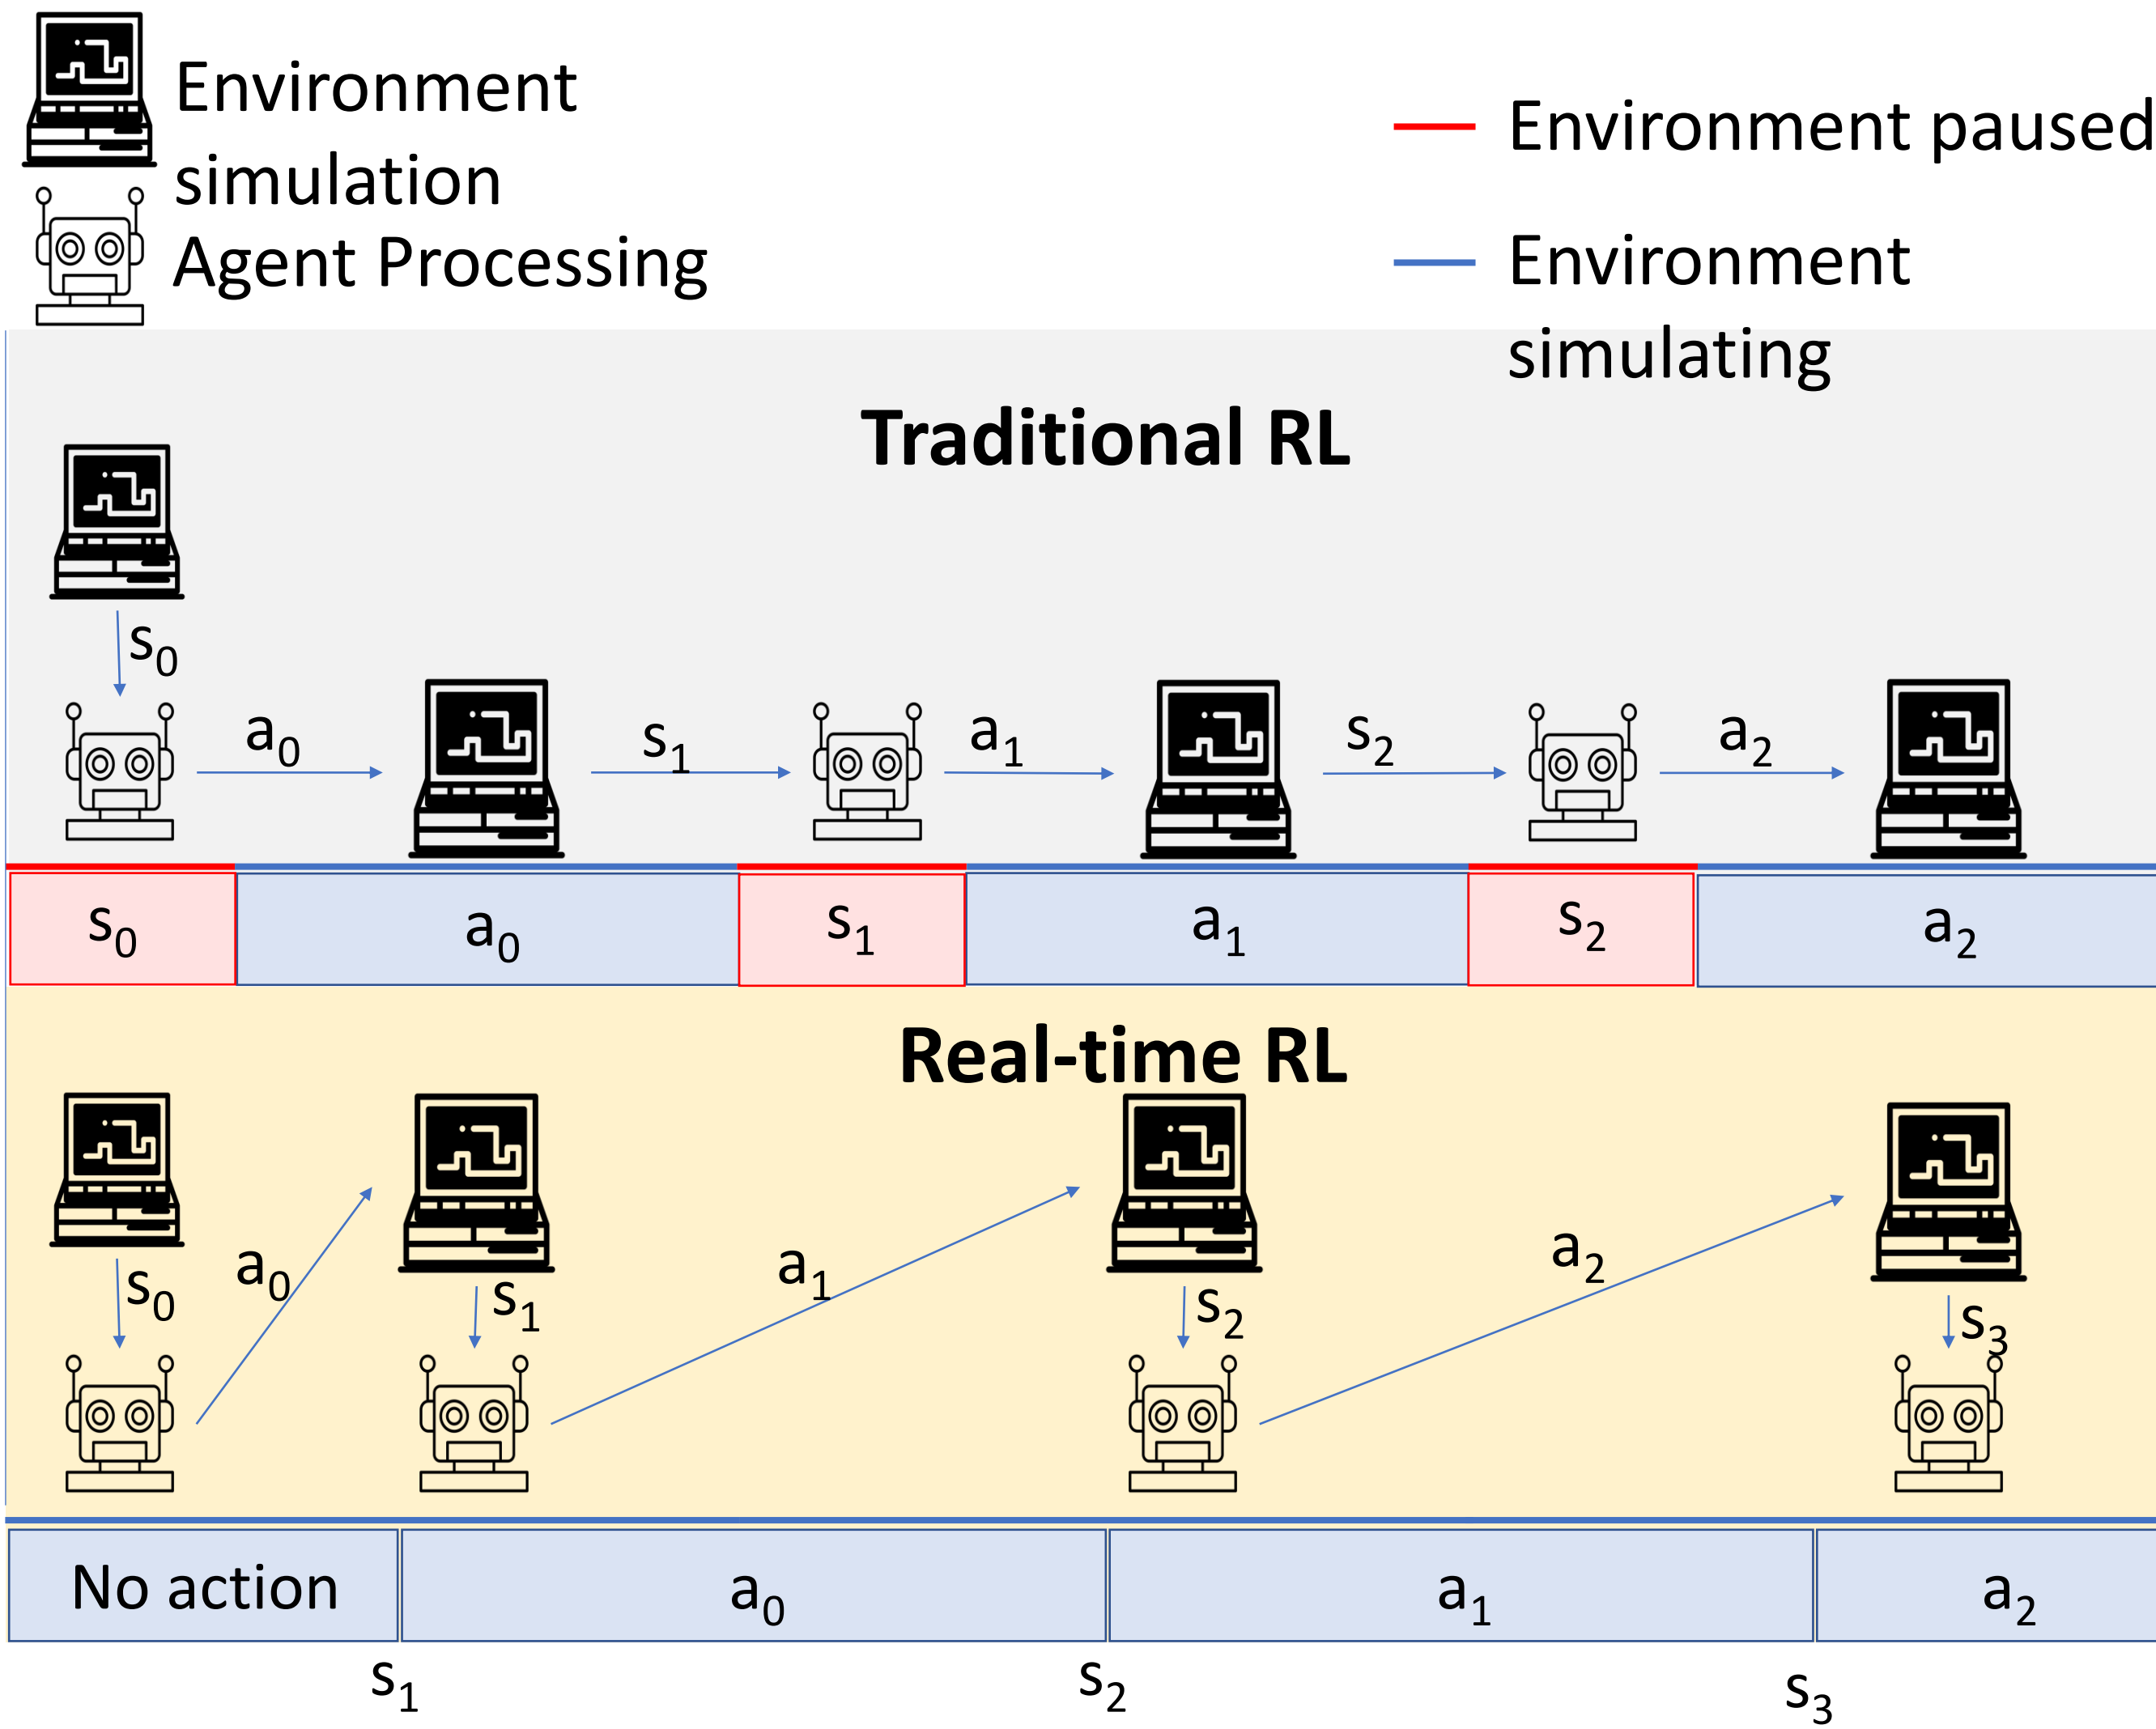 Environment
simulation
Agent Processing
Environment paused
Environment
simulating
Traditional RL
s0
a0 s1 a1 s2 a2
s0 a0 s1 a1 s2 a2
Real-time RL
s0 a0 s1 a1 s2 a2 s3
No action a0 a1 a2
s1 s2 s3